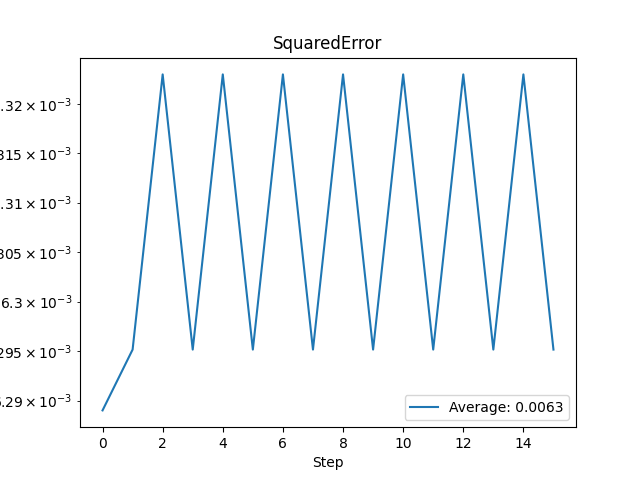 SquaredError
.32 × 10⁻³
315 × 10⁻³
.31 × 10⁻³
305 × 10⁻³
6.3 × 10⁻³
295 × 10⁻³
6.29 × 10⁻³
Average: 0.0063
0 2 4 6 8 10 12 14
Step